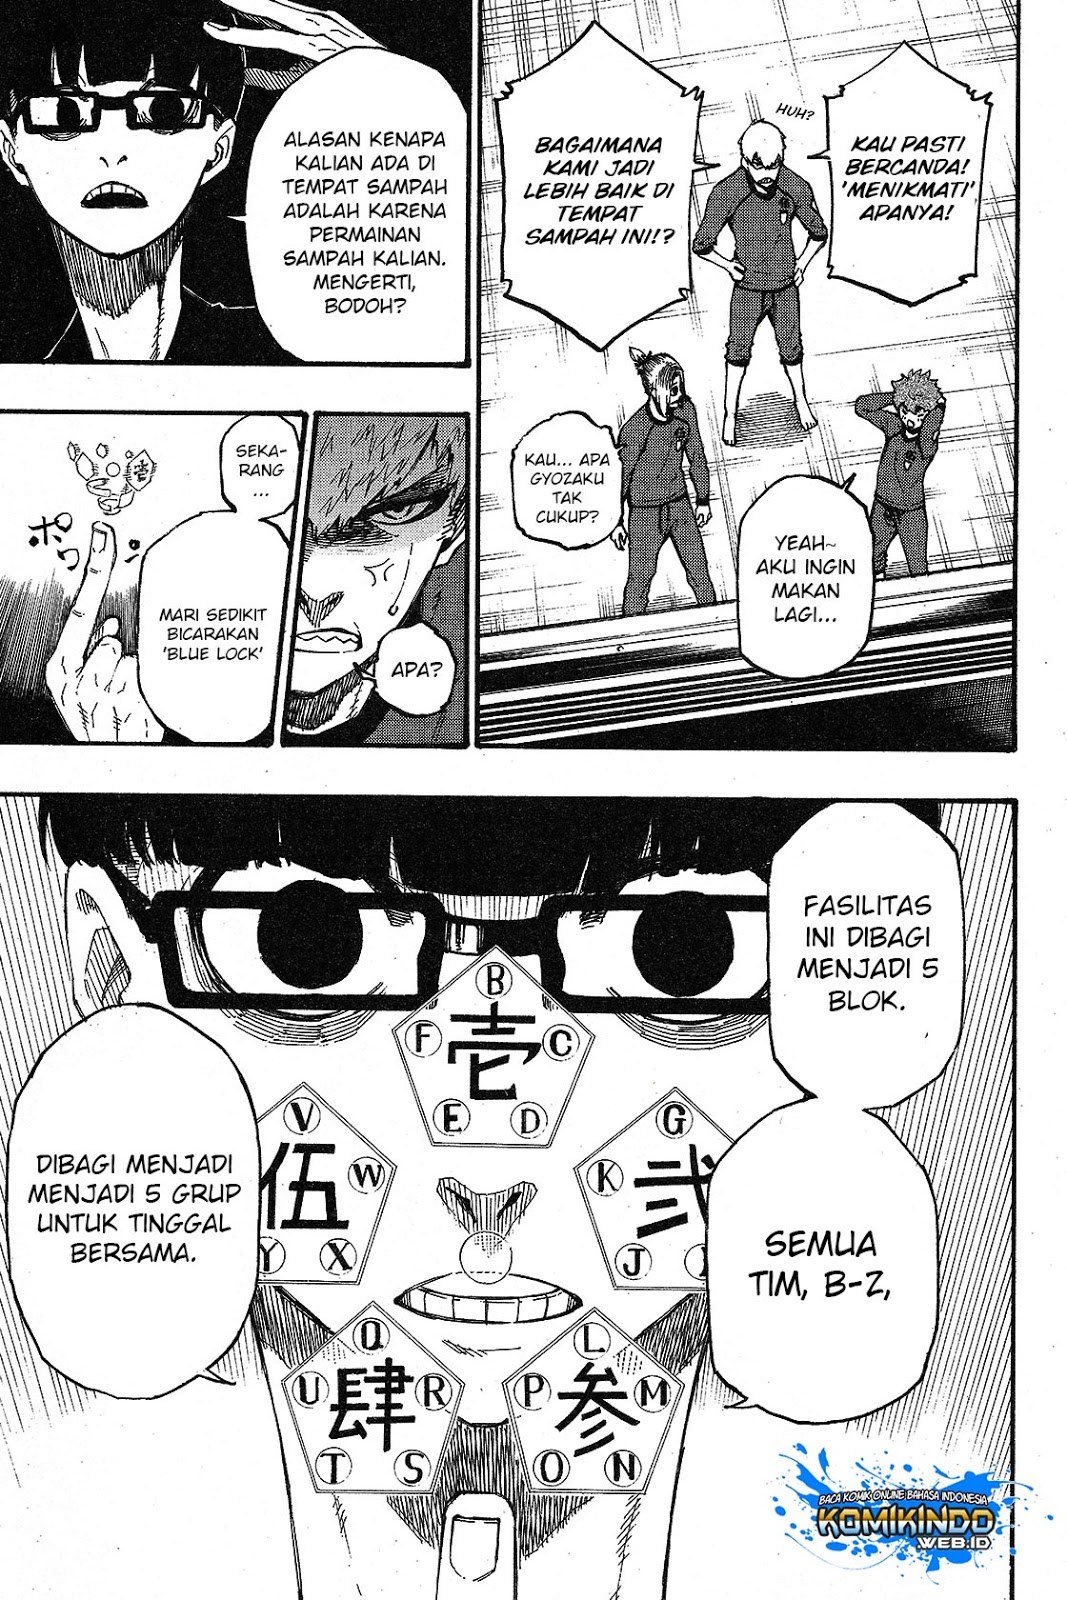 KAU PASTI
BERCANDA!
'MENIKMATI'
APANYA!
HUH?
BAGAIMANA
KAMI JADI
LEBIH BAIK DI
TEMPAT
SAMPAH INI!?
YEAH~
AKU INGIN
MAKAN
LAGI...
KAU... APA
GYOZAKU
TAK
CUKUP?
ALASAN KENAPA
KALIAN ADA DI
TEMPAT SAMPAH
ADALAH KARENA
PERMAINAN
SAMPAH KALIAN.
MENGERTI,
BODOH?
APA?
SEKA-
RANG
...
MARI SEDIKIT
BICARAKAN
'BLUE LOCK'
壱
ポワン
FASILITAS
INI DIBAGI
MENJADI 5
BLOK.
SEMUA
TIM, B-Z,
B
F 壱 C
E D
G
K 弐
J
L
P 参 M
O N
Q
U 肆 R
T S
V
伍 W
Y X
DIBAGI MENJADI
MENJADI 5 GRUP
UNTUK TINGGAL
BERSAMA.
BACA KOMIK ONLINE BAHASA INDONESIA
KOMIKINDO
WEB.ID